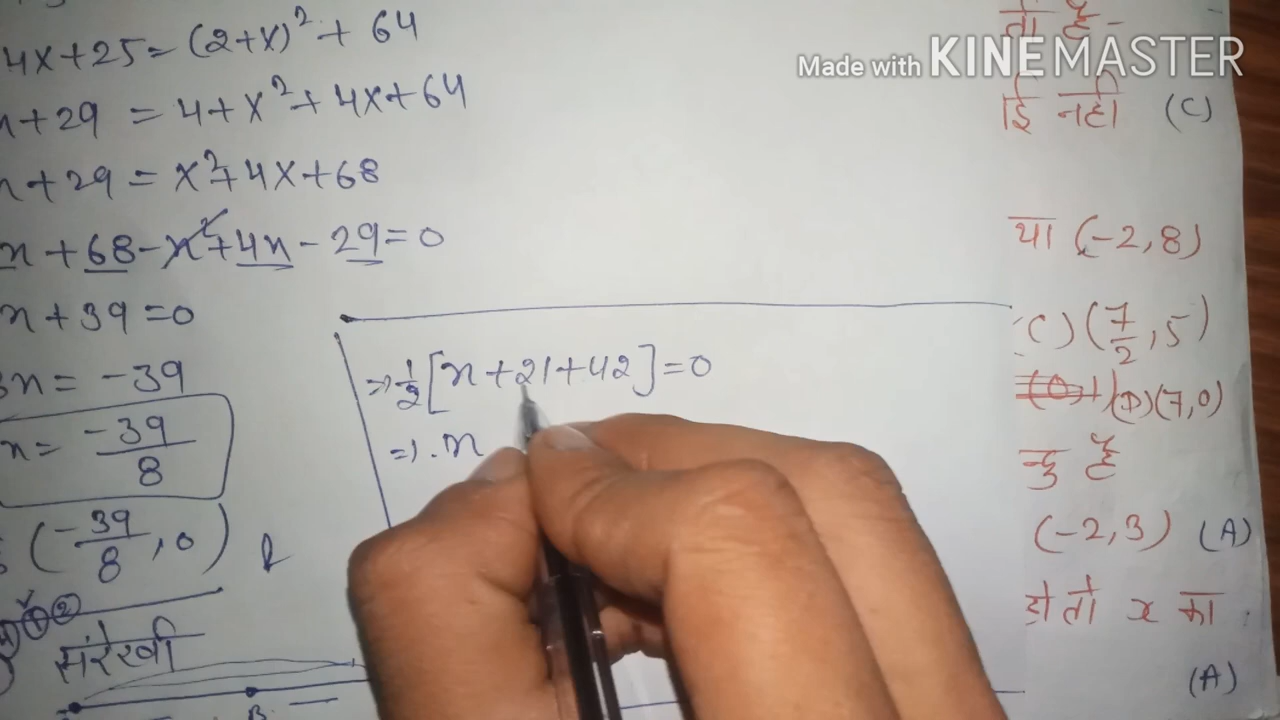 4x+25=(2+x)²+ 64
x+29 = 4+x²+4x+64
x+29 = x²+4x+68
x + 68-x²+4x-29=0
x + 39 =0
8x = -39
x = -39/8
(-39/8, 0)
संरेखी
B
=> 1/2[x+21+42]=0
=> x
Made with KINEMASTER
तो है-
ई नही (C)
या (-2,8)
(C) (7/2, 5)
(D) (7,0)
(-2,3) (A)
हो तो x का
(A)